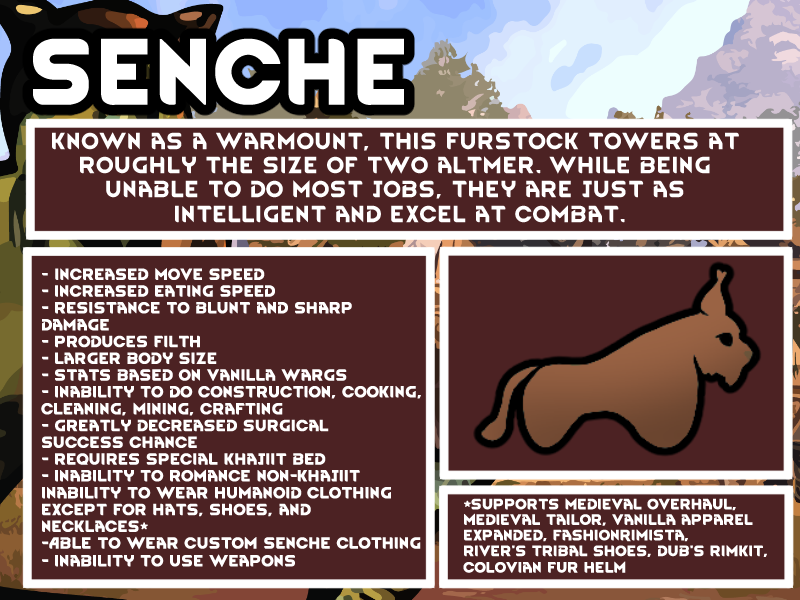 SENCHE
KNOWN AS A WARMOUNT, THIS FURSTOCK TOWERS AT
ROUGHLY THE SIZE OF TWO ALTMER. WHILE BEING
UNABLE TO DO MOST JOBS, THEY ARE JUST AS
INTELLIGENT AND EXCEL AT COMBAT.
- INCREASED MOVE SPEED
- INCREASED EATING SPEED
- RESISTANCE TO BLUNT AND SHARP
DAMAGE
- PRODUCES FILTH
- LARGER BODY SIZE
- STATS BASED ON VANILLA WARGS
- INABILITY TO DO CONSTRUCTION, COOKING,
CLEANING, MINING, CRAFTING
- GREATLY DECREASED SURGICAL
SUCCESS CHANCE
- REQUIRES SPECIAL KHAJIIT BED
- INABILITY TO ROMANCE NON-KHAJIIT
INABILITY TO WEAR HUMANOID CLOTHING
EXCEPT FOR HATS, SHOES, AND
NECKLACES*
-ABLE TO WEAR CUSTOM SENCHE CLOTHING
- INABILITY TO USE WEAPONS
*SUPPORTS MEDIEVAL OVERHAUL,
MEDIEVAL TAILOR, VANILLA APPAREL
EXPANDED, FASHIONRIMISTA,
RIVER'S TRIBAL SHOES, DUB'S RIMKIT,
COLOVIAN FUR HELM